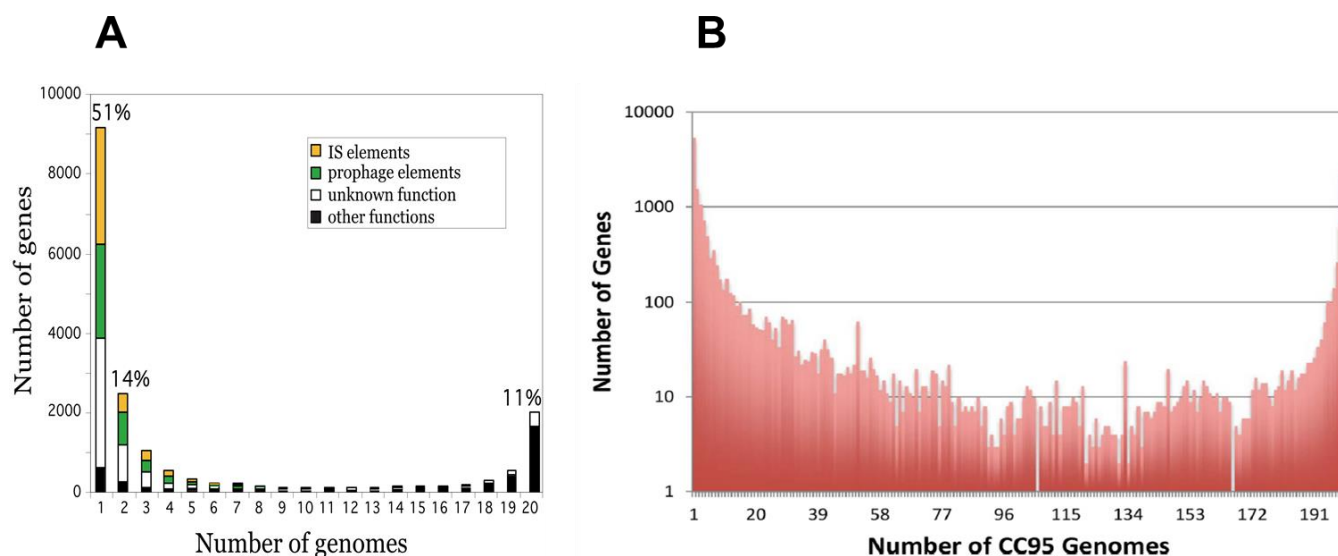 A
B
10000
8000
6000
4000
2000
0
Number of genes
51%
14%
11%
IS elements
prophage elements
unknown function
other functions
1 2 3 4 5 6 7 8 9 10 11 12 13 14 15 16 17 18 19 20
Number of genomes
10000
1000
100
10
1
Number of Genes
1 20 39 58 77 96 115 134 153 172 191
Number of CC95 Genomes